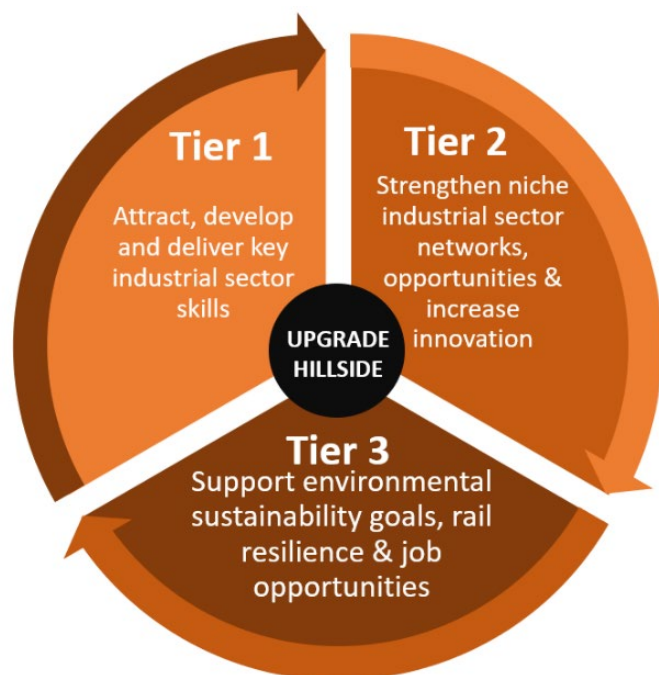 Tier 1
Attract, develop
and deliver key
industrial sector
skills
Tier 2
Strengthen niche
industrial sector
networks,
opportunities &
increase
innovation
UPGRADE
HILLSIDE
Tier 3
Support environmental
sustainability goals, rail
resilience & job
opportunities